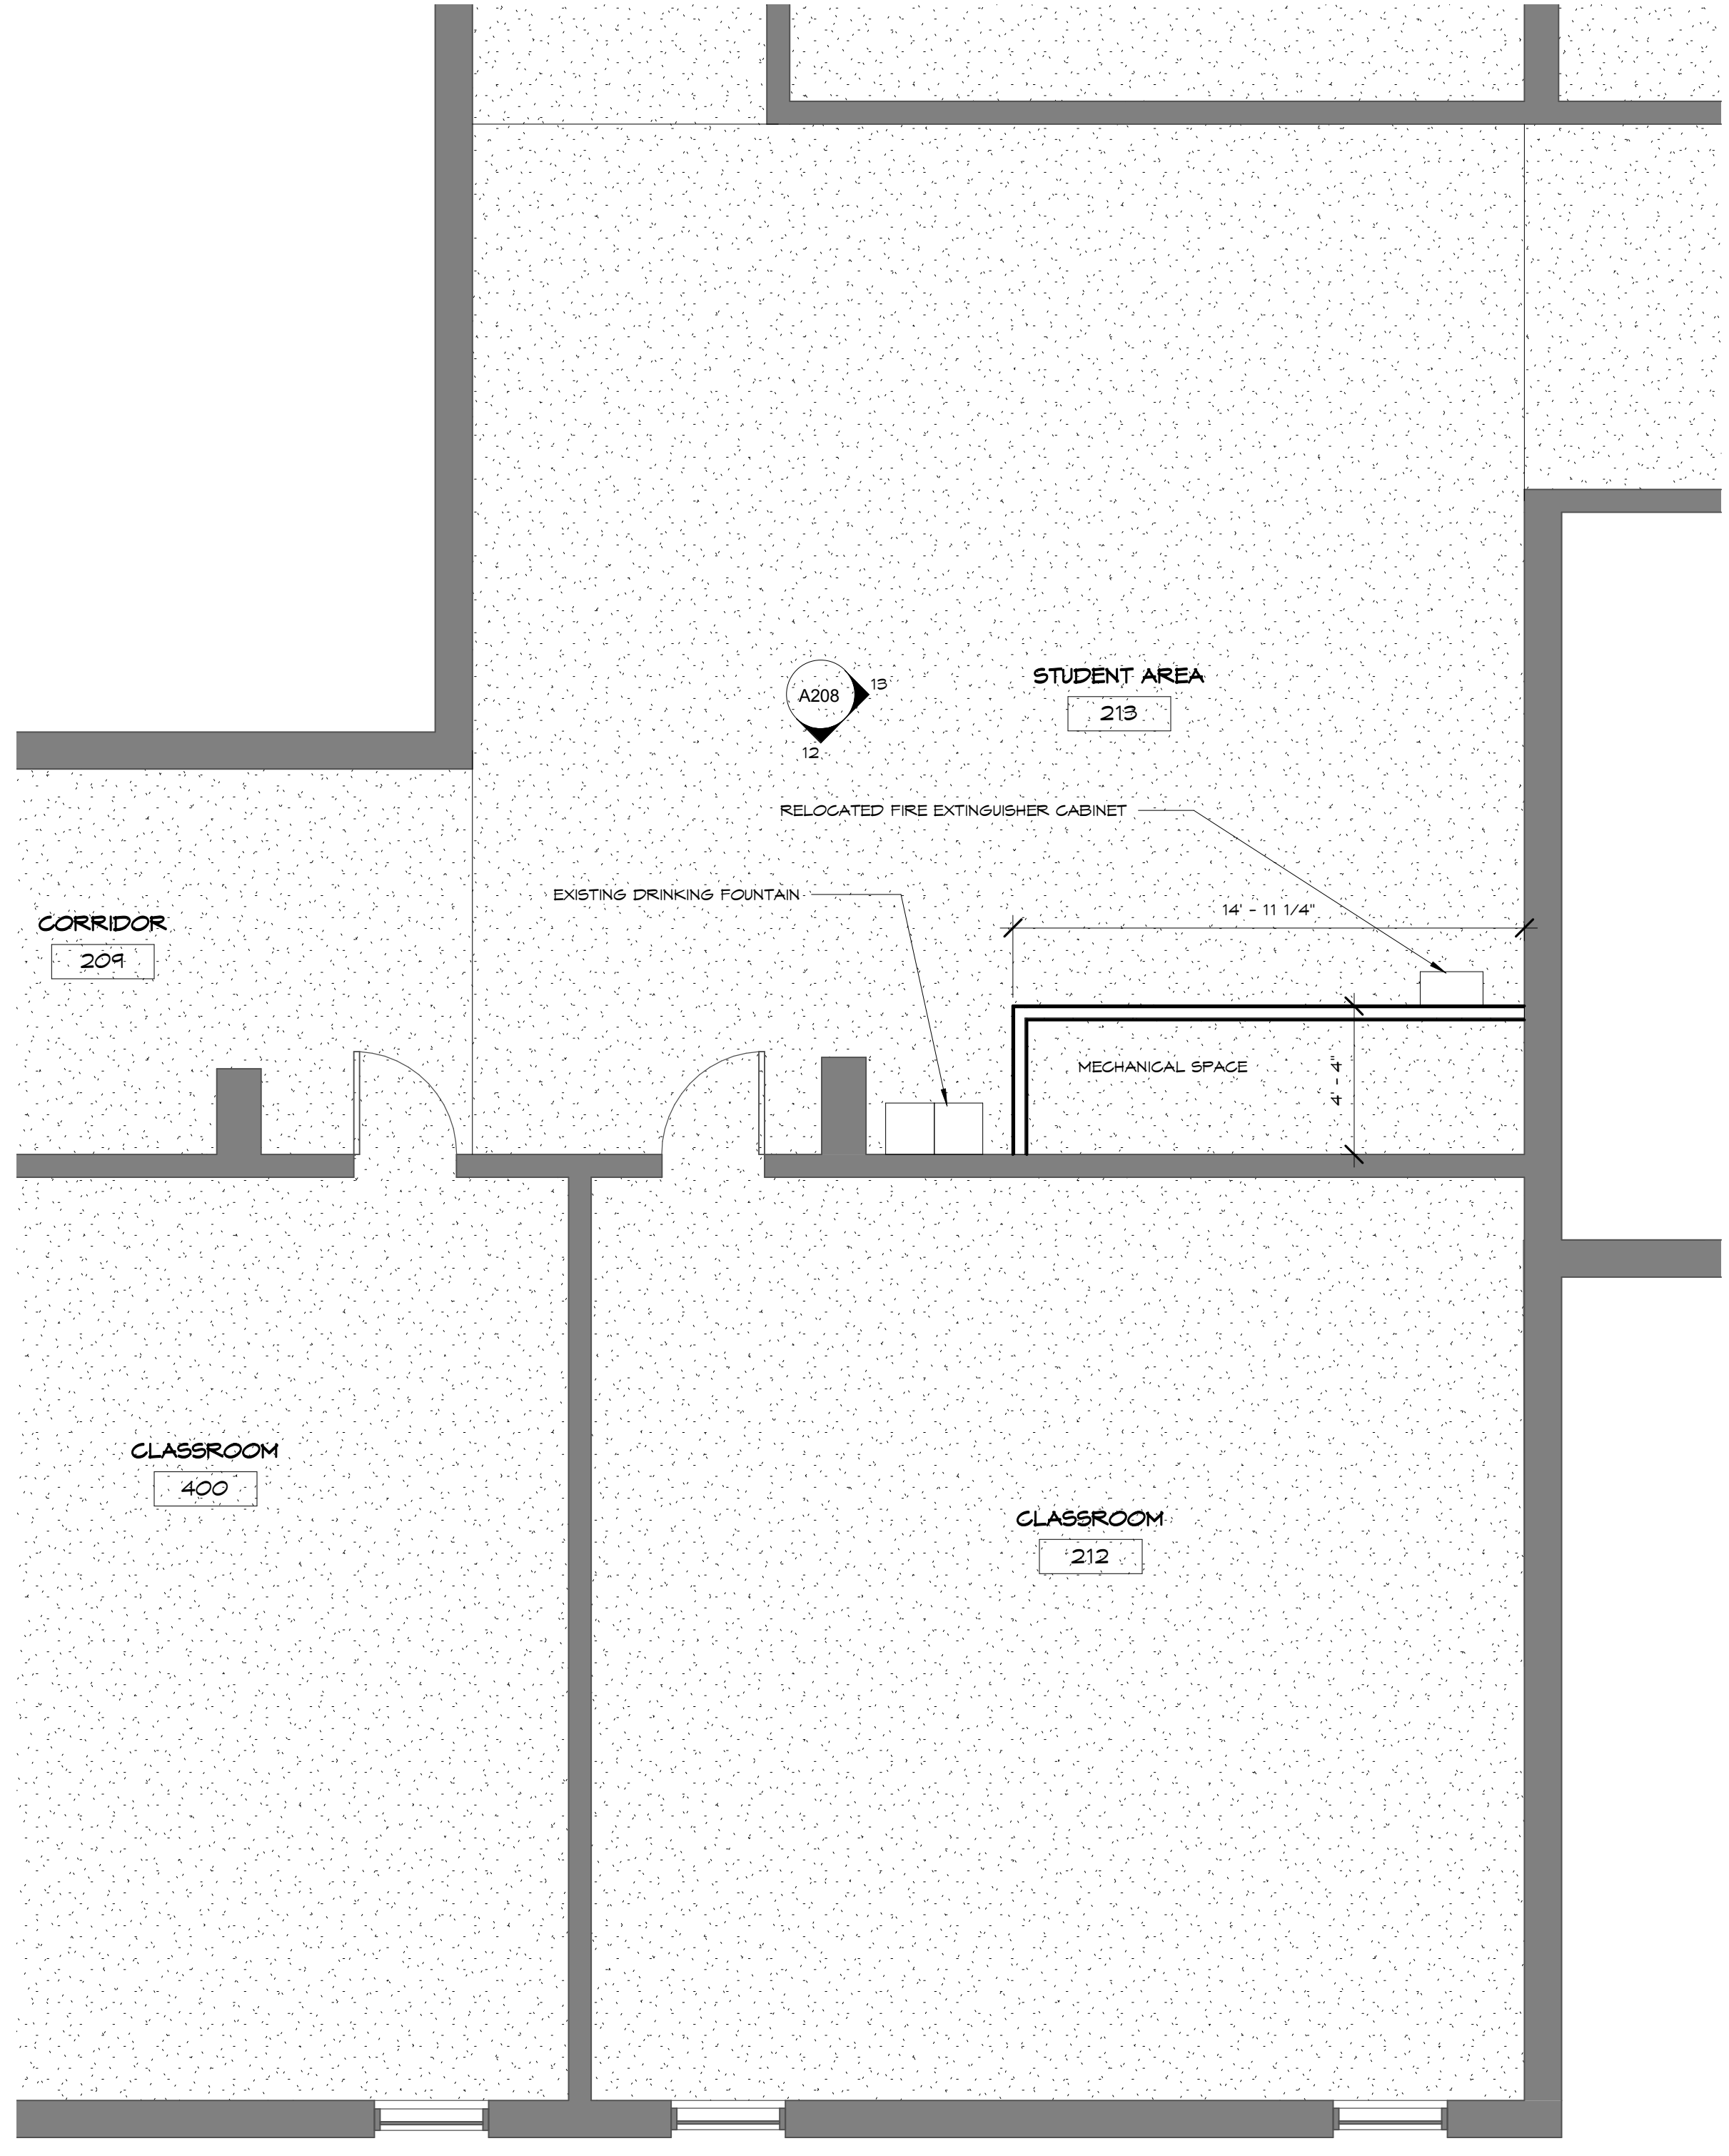 STUDENT AREA
213
A208
13
12
RELOCATED FIRE EXTINGUISHER CABINET
EXISTING DRINKING FOUNTAIN
14' - 11 1/4"
CORRIDOR
209
MECHANICAL SPACE
4' - 4"
CLASSROOM
400
CLASSROOM
212